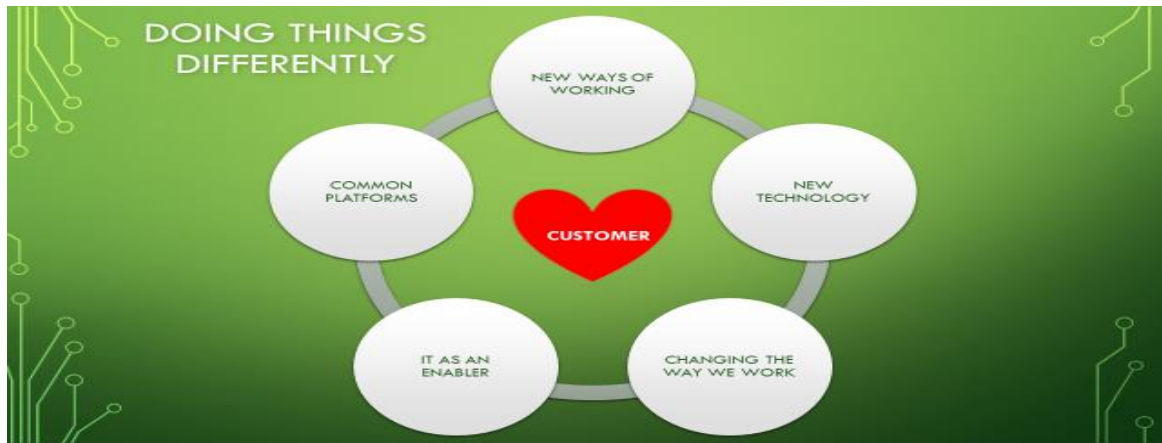 DOING THINGS
DIFFERENTLY
NEW WAYS OF
WORKING
NEW
TECHNOLOGY
CHANGING THE
WAY WE WORK
IT AS AN
ENABLER
COMMON
PLATFORMS
CUSTOMER